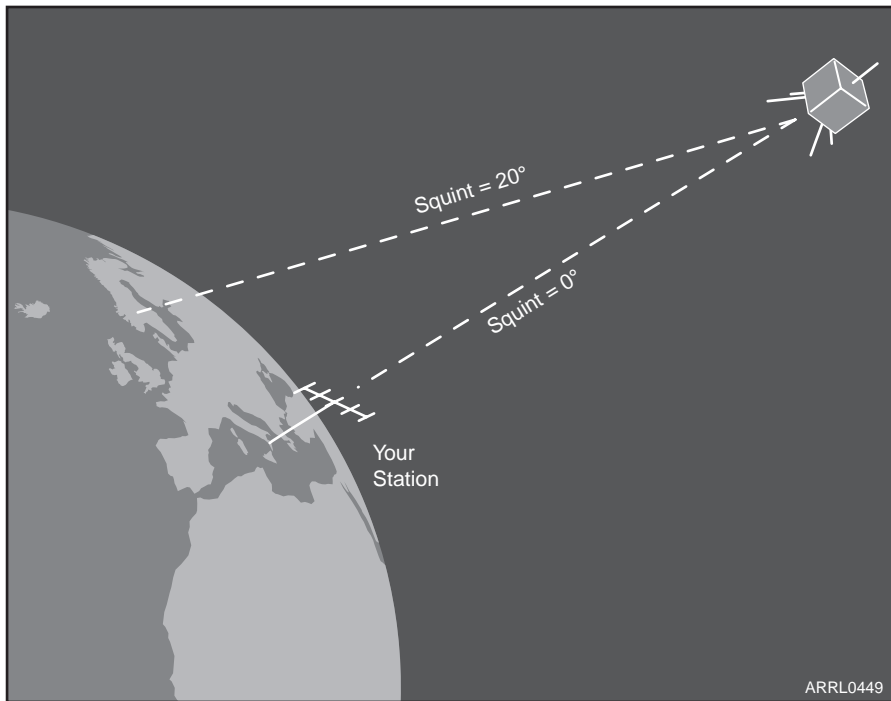 Squint = 20°
Squint = 0°
Your
Station
ARRL0449